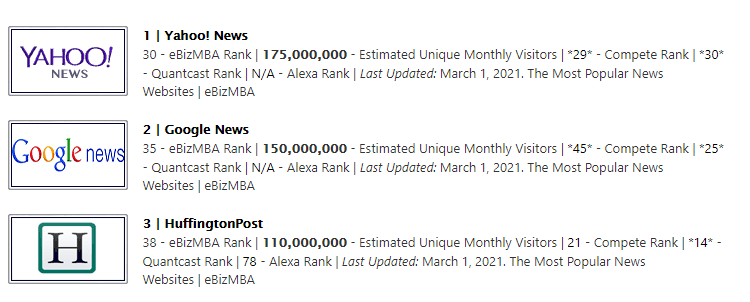 YAHOO!
NEWS
1 | Yahoo! News
30 - eBizMBA Rank | 175,000,000 - Estimated Unique Monthly Visitors | *29* - Compete Rank | *30*
- Quantcast Rank | N/A - Alexa Rank | Last Updated: March 1, 2021. The Most Popular News
Websites | eBizMBA
Google news
2 | Google News
35 - eBizMBA Rank | 150,000,000 - Estimated Unique Monthly Visitors | *45* - Compete Rank | *25*
- Quantcast Rank | N/A - Alexa Rank | Last Updated: March 1, 2021. The Most Popular News
Websites | eBizMBA
H
3 | HuffingtonPost
38 - eBizMBA Rank | 110,000,000 - Estimated Unique Monthly Visitors | 21 - Compete Rank | *14* -
Quantcast Rank | 78 - Alexa Rank | Last Updated: March 1, 2021. The Most Popular News
Websites | eBizMBA